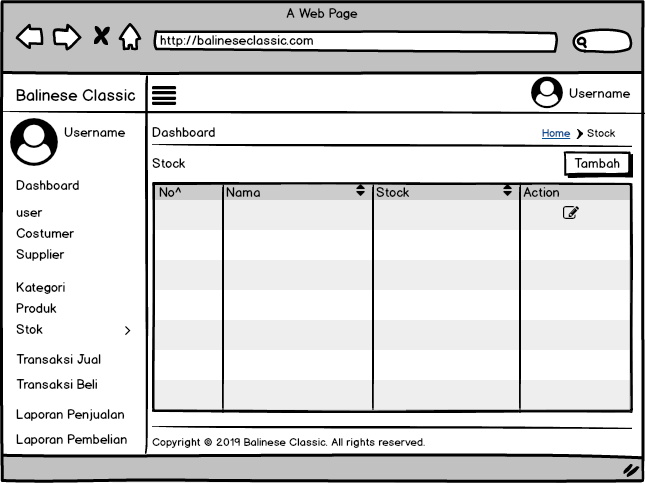 A Web Page
http://balineseclassic.com
Balinese Classic
Username
Username
Dashboard
user
Costumer
Supplier
Kategori
Produk
Stok
Transaksi Jual
Transaksi Beli
Laporan Penjualan
Laporan Pembelian
Dashboard
Home ❯ Stock
Stock
Tambah
No^ Nama Stock Action
Copyright © 2019 Balinese Classic. All rights reserved.